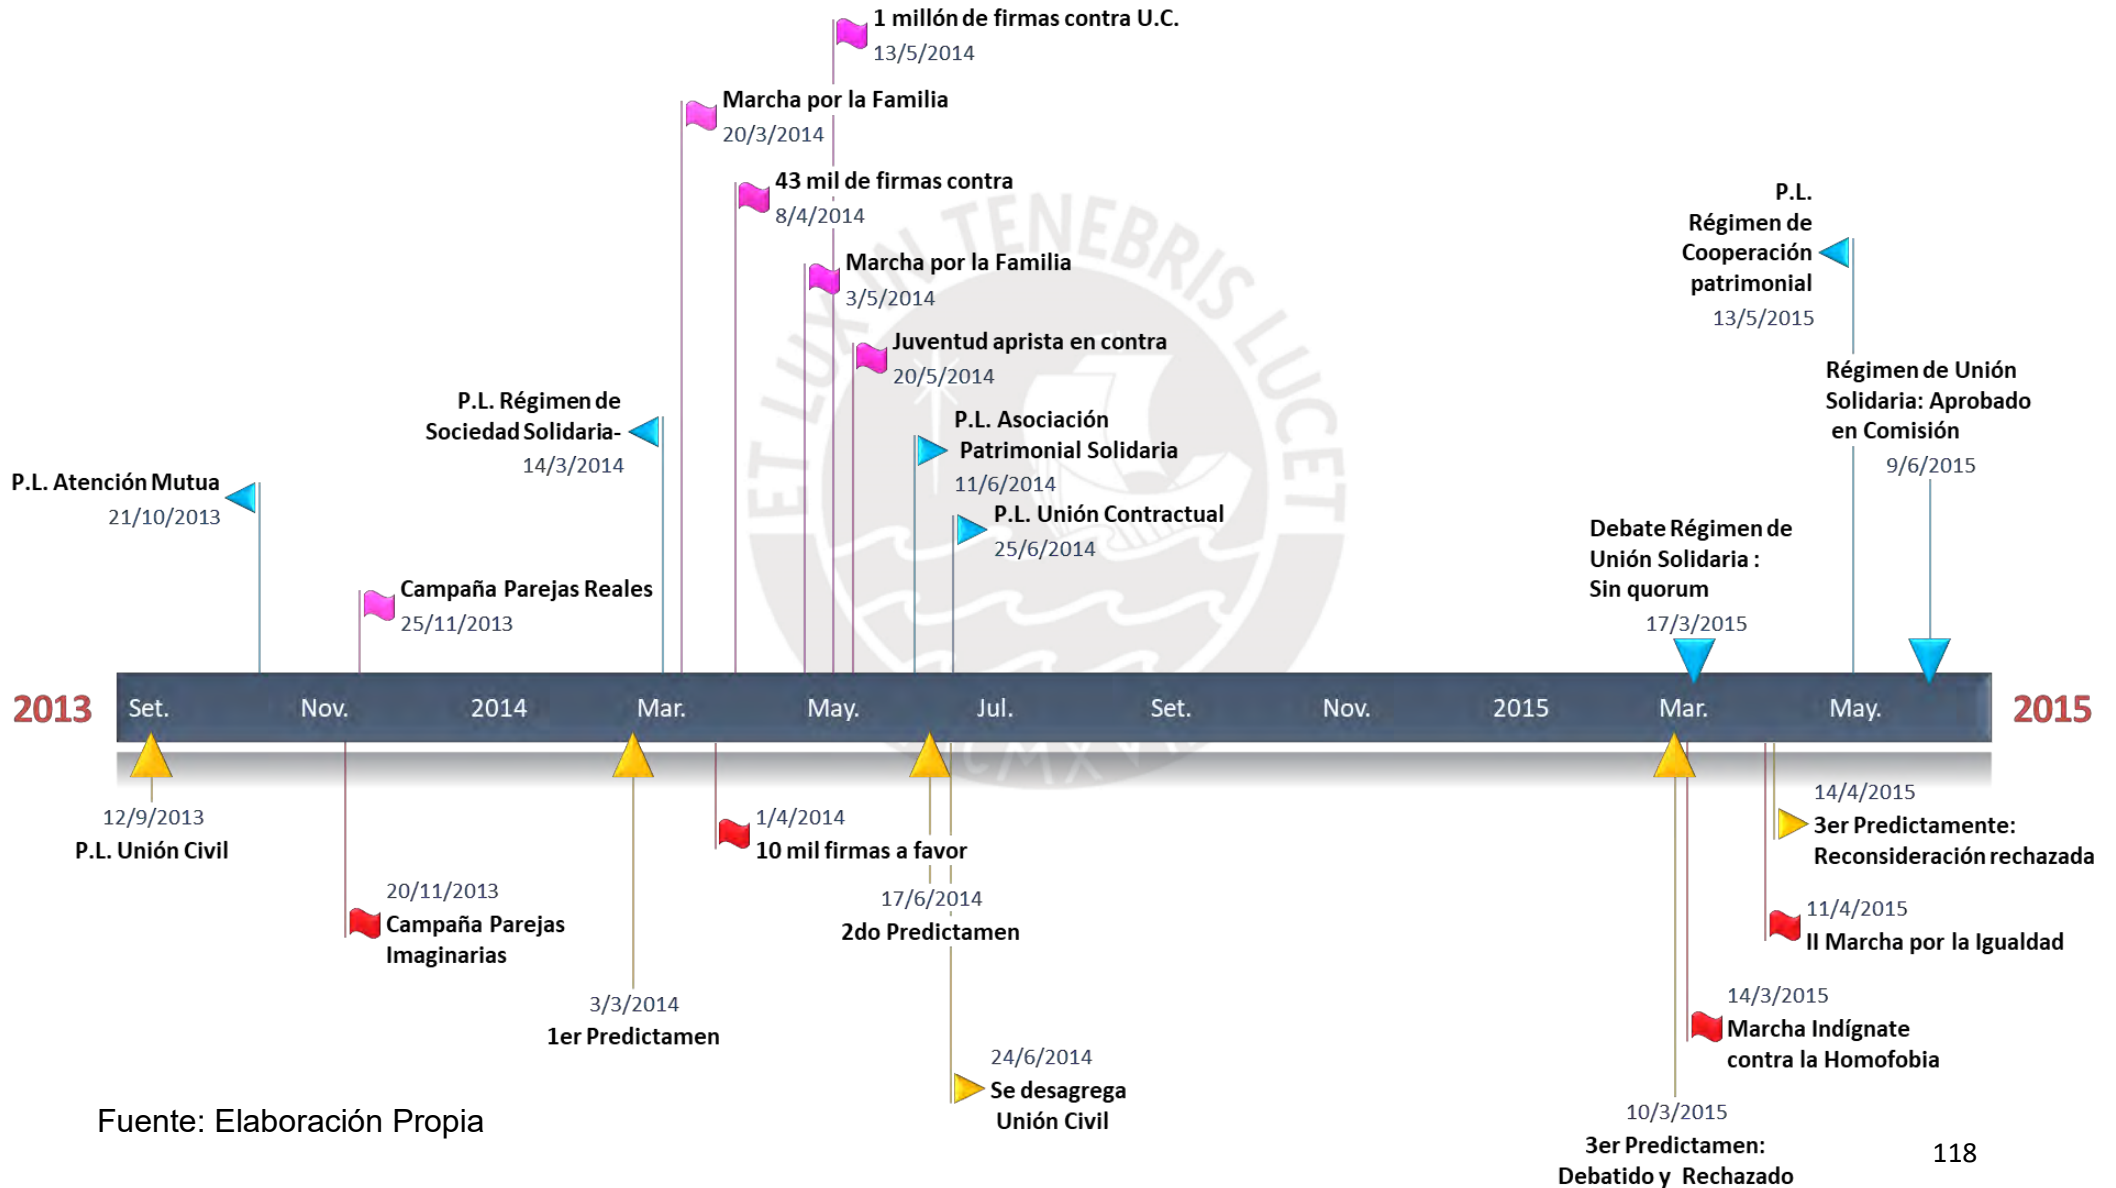 1 millón de firmas contra U.C.
13/5/2014
Marcha por la Familia
20/3/2014
43 mil de firmas contra
8/4/2014
Marcha por la Familia
3/5/2014
Juventud aprista en contra
20/5/2014
P.L. Régimen de
Sociedad Solidaria-
14/3/2014
P.L. Asociación
Patrimonial Solidaria
11/6/2014
P.L. Unión Contractual
25/6/2014
P.L. Atención Mutua
21/10/2013
Campaña Parejas Reales
25/11/2013
P.L.
Régimen de
Cooperación
patrimonial
13/5/2015
Régimen de Unión
Solidaria: Aprobado
en Comisión
9/6/2015
Debate Régimen de
Unión Solidaria :
Sin quorum
17/3/2015
ET LUX IN TENEBRIS LUCET
2013 Set. Nov. 2014 Mar. May. Jul. Set. Nov. 2015 Mar. May. 2015
12/9/2013
P.L. Unión Civil
20/11/2013
Campaña Parejas
Imaginarias
3/3/2014
1er Predictamen
1/4/2014
10 mil firmas a favor
17/6/2014
2do Predictamen
24/6/2014
Se desagrega
Unión Civil
14/4/2015
3er Predictamente:
Reconsideración rechazada
11/4/2015
II Marcha por la Igualdad
14/3/2015
Marcha Indígnate
contra la Homofobia
10/3/2015
3er Predictamen:
Debatido y Rechazado
Fuente: Elaboración Propia
118